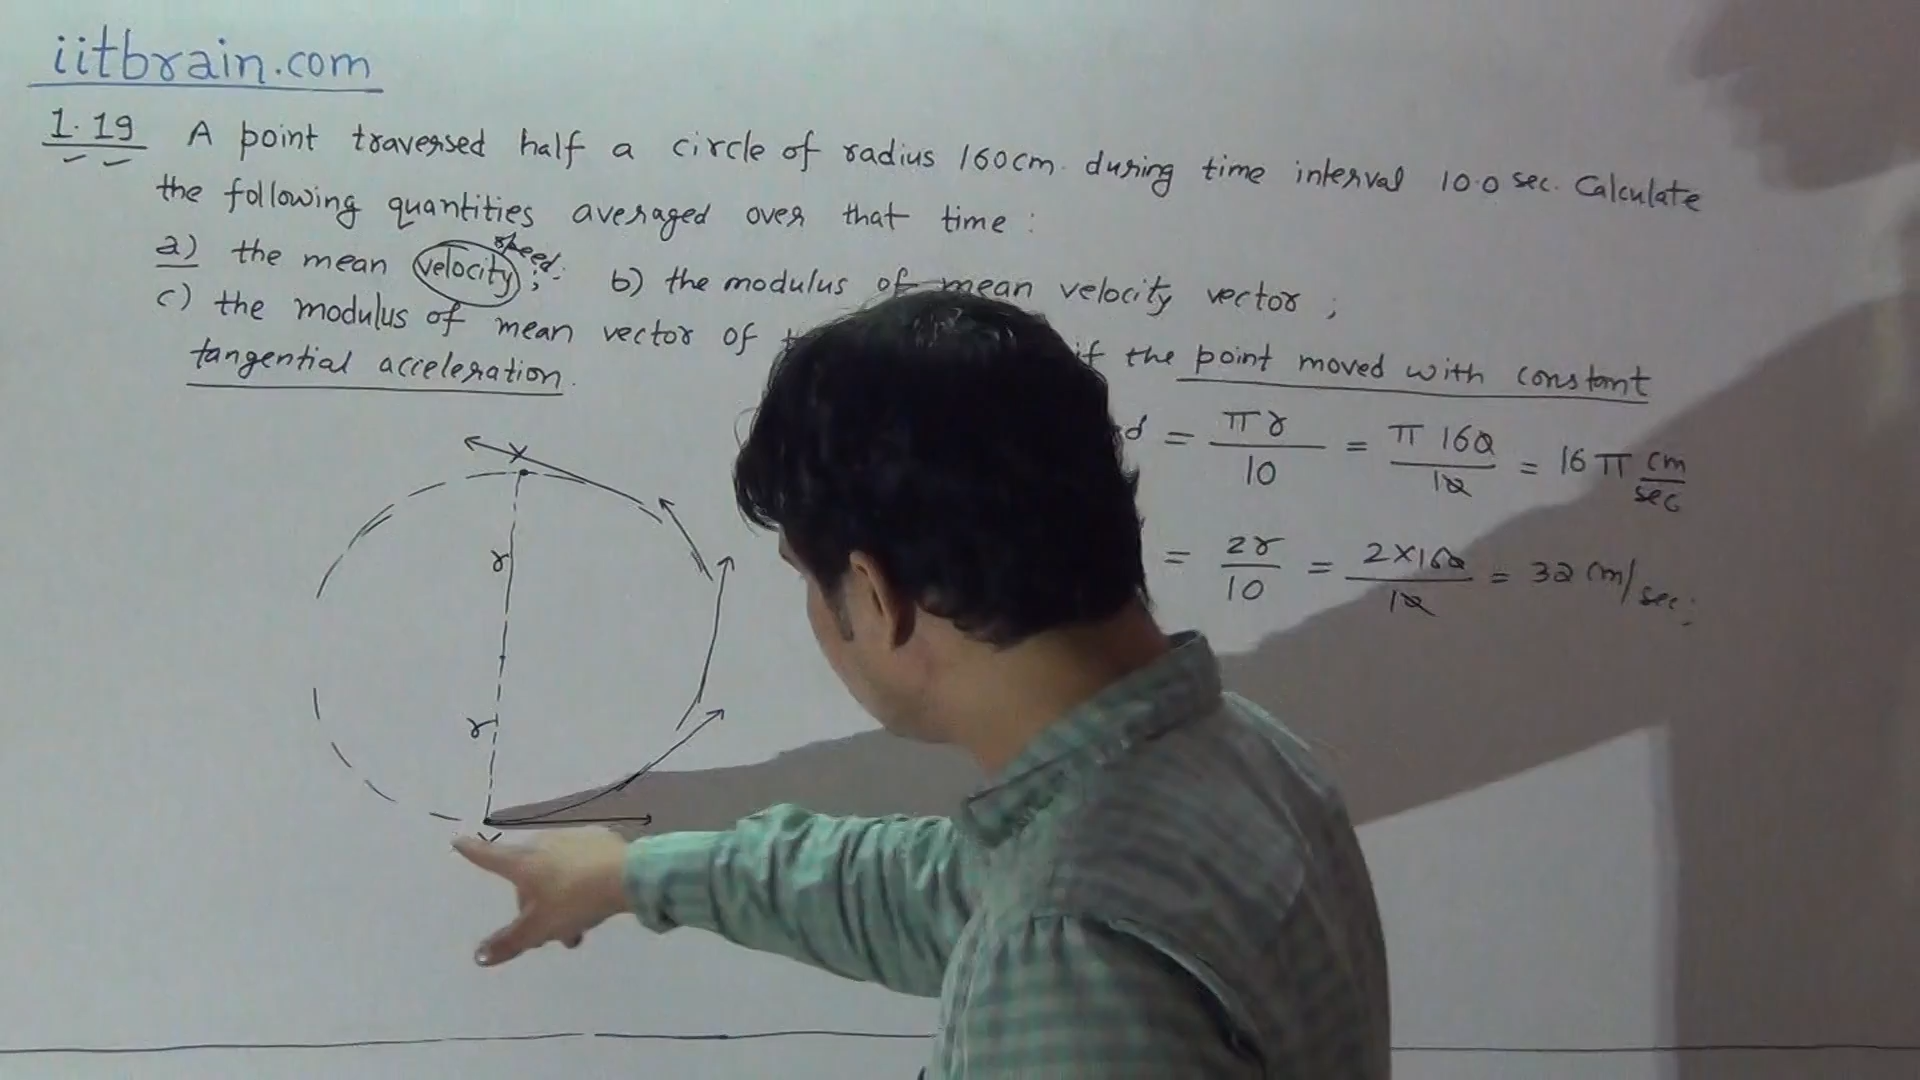 iitbrain.com
1.19 A point traversed half a circle of radius 160cm. during time interval 10.0 sec. Calculate
the following quantities averaged over that time :
speed
a) the mean velocity ; b) the modulus of mean velocity vector ;
c) the modulus of mean vector of if the point moved with constant
tangential acceleration.
= πr/10 = π 160/10 = 16 π cm/sec
= 2r/10 = 2×160/10 = 32 cm/sec;
r
r